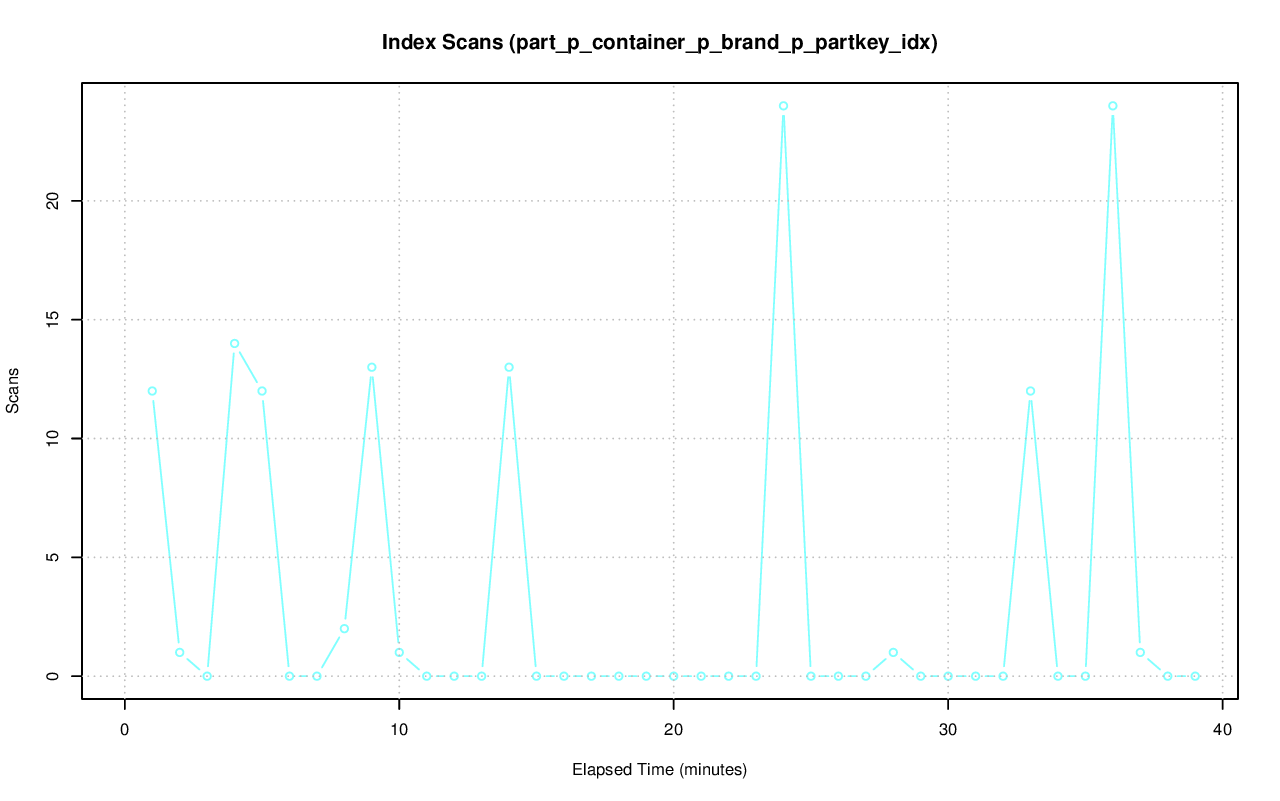 Index Scans (part_p_container_p_brand_p_partkey_idx)
Scans
20
15
10
5
0
0 10 20 30 40
Elapsed Time (minutes)